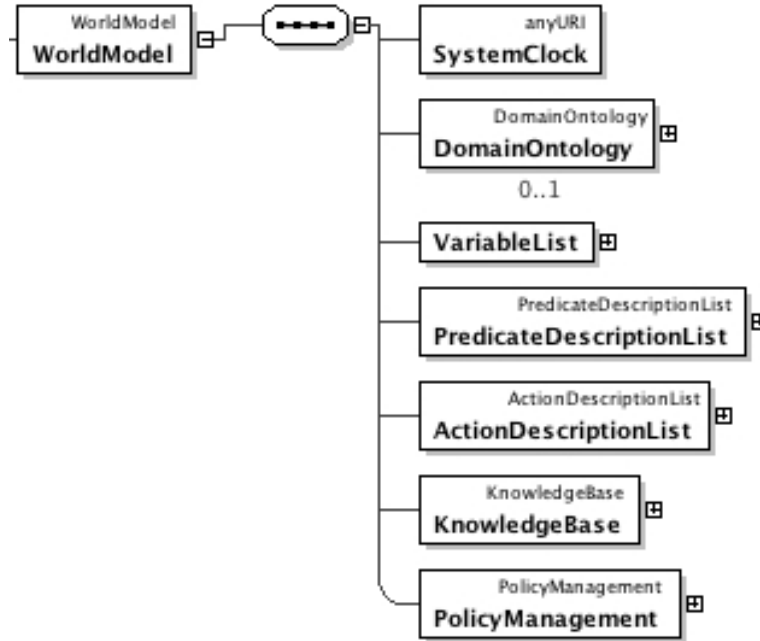 WorldModel
WorldModel
anyURI
SystemClock
DomainOntology
DomainOntology
0..1
VariableList
PredicateDescriptionList
PredicateDescriptionList
ActionDescriptionList
ActionDescriptionList
KnowledgeBase
KnowledgeBase
PolicyManagement
PolicyManagement